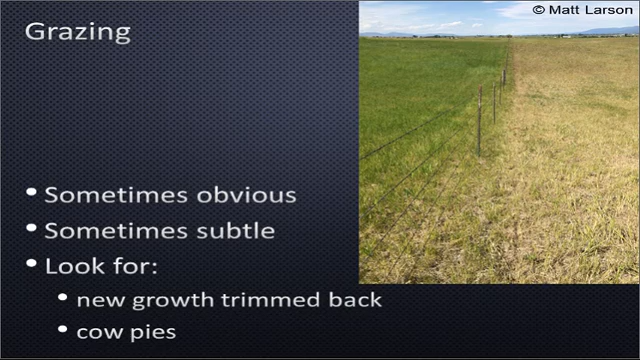 © Matt Larson
Grazing
• Sometimes obvious
• Sometimes subtle
• Look for:
• new growth trimmed back
• cow pies